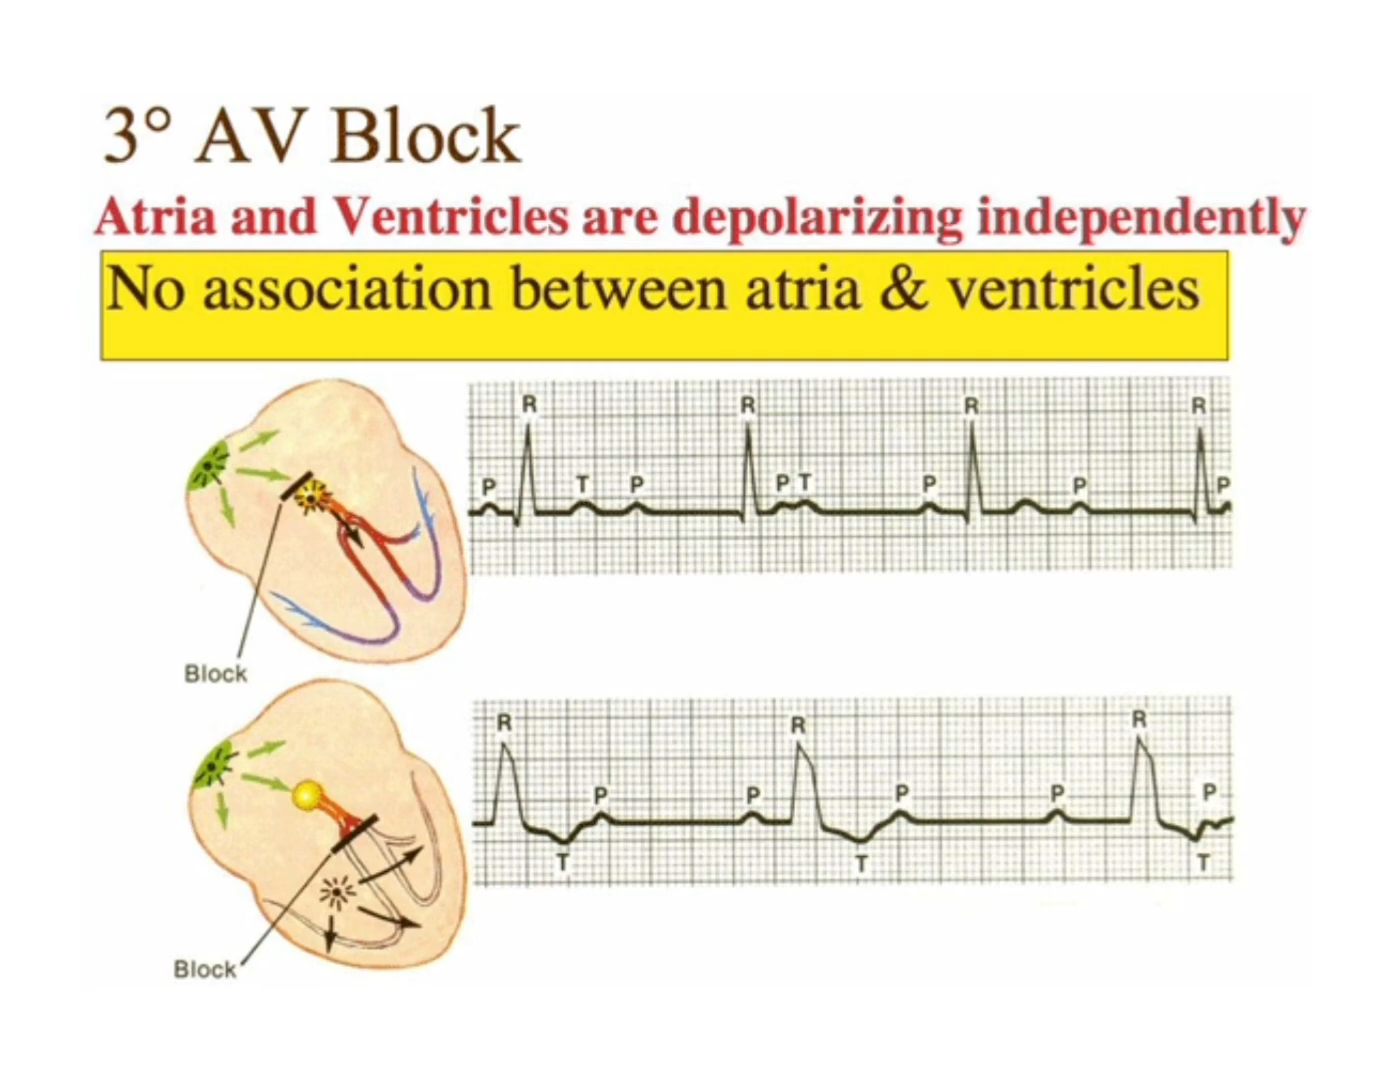 3° AV Block
Atria and Ventricles are depolarizing independently
No association between atria & ventricles
R R R R
P T P P T P P P
Block
R R R
P P P P P
T T T
Block